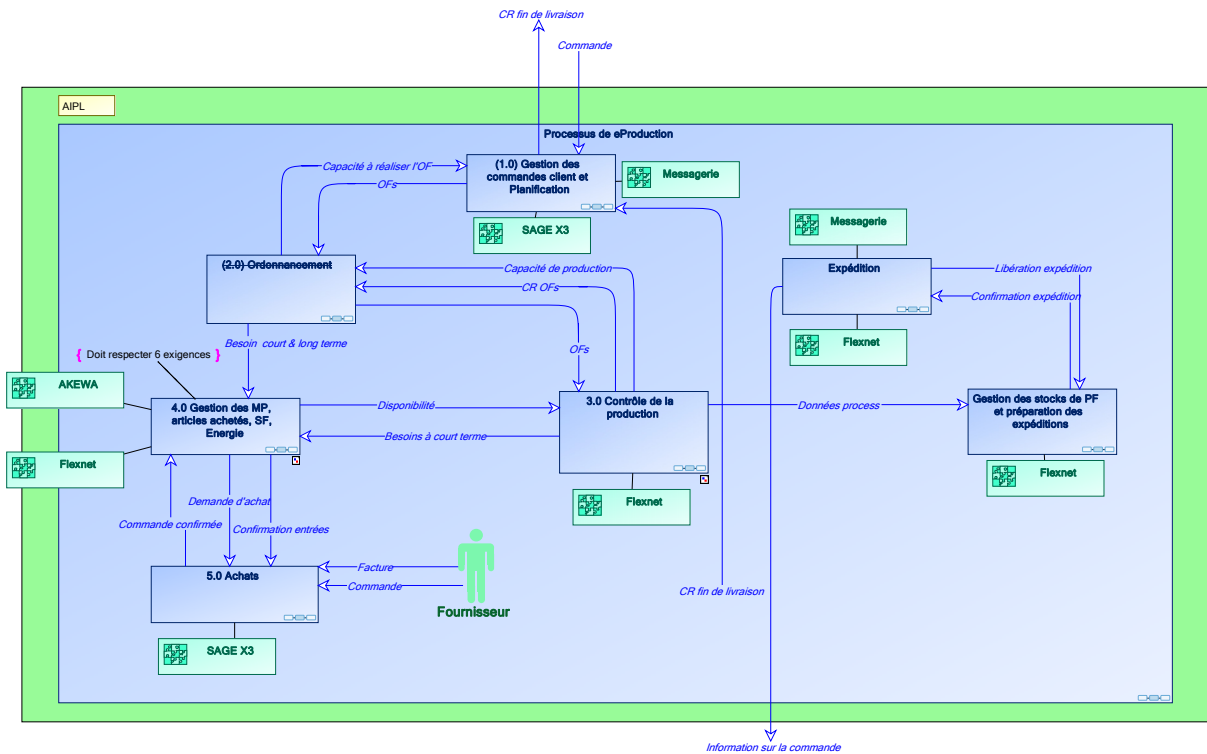 CR fin de livraison
Commande
AIPL
Processus de eProduction
(1.0) Gestion des
commandes client et
Planification
Messagerie
SAGE X3
Capacité à réaliser l'OF
OFs
(2.0) Ordonnancement
Capacité de production
CR OFs
OFs
Messagerie
Expédition
Flexnet
Libération expédition
Confirmation expédition
Besoin court & long terme
{ Doit respecter 6 exigences }
AKEWA
Flexnet
4.0 Gestion des MP,
articles achetés, SF,
Energie
Disponibilité
Besoins à court terme
3.0 Contrôle de la
production
Flexnet
Données process
Gestion des stocks de PF
et préparation des
expéditions
Flexnet
Demande d'achat
Commande confirmée
Confirmation entrées
5.0 Achats
SAGE X3
Facture
Commande
Fournisseur
CR fin de livraison
Information sur la commande